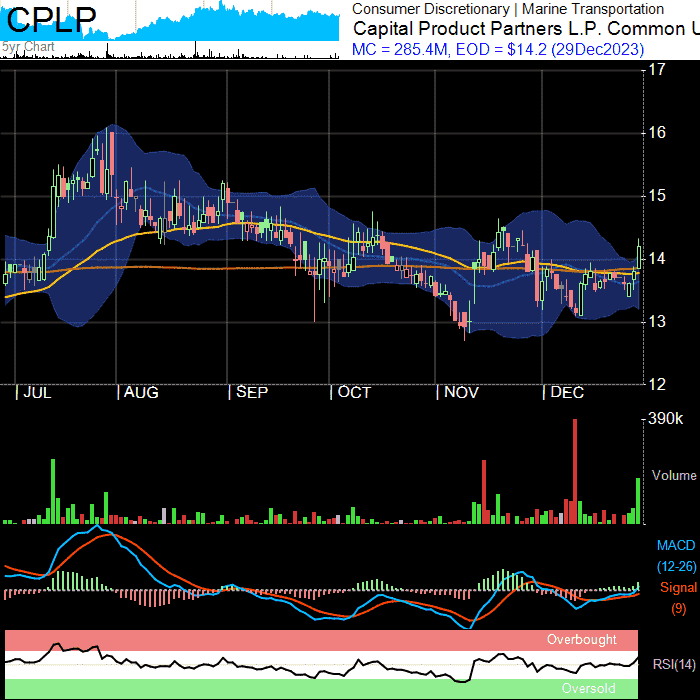 CPLP
5yr Chart
Consumer Discretionary | Marine Transportation
Capital Product Partners L.P. Common U
MC = 285.4M, EOD = $14.2 (29Dec2023)
17
16
15
14
13
12
| JUL | AUG | SEP | OCT | NOV | DEC
390k
Volume
MACD
(12-26)
Signal
(9)
Overbought
RSI(14)
Oversold